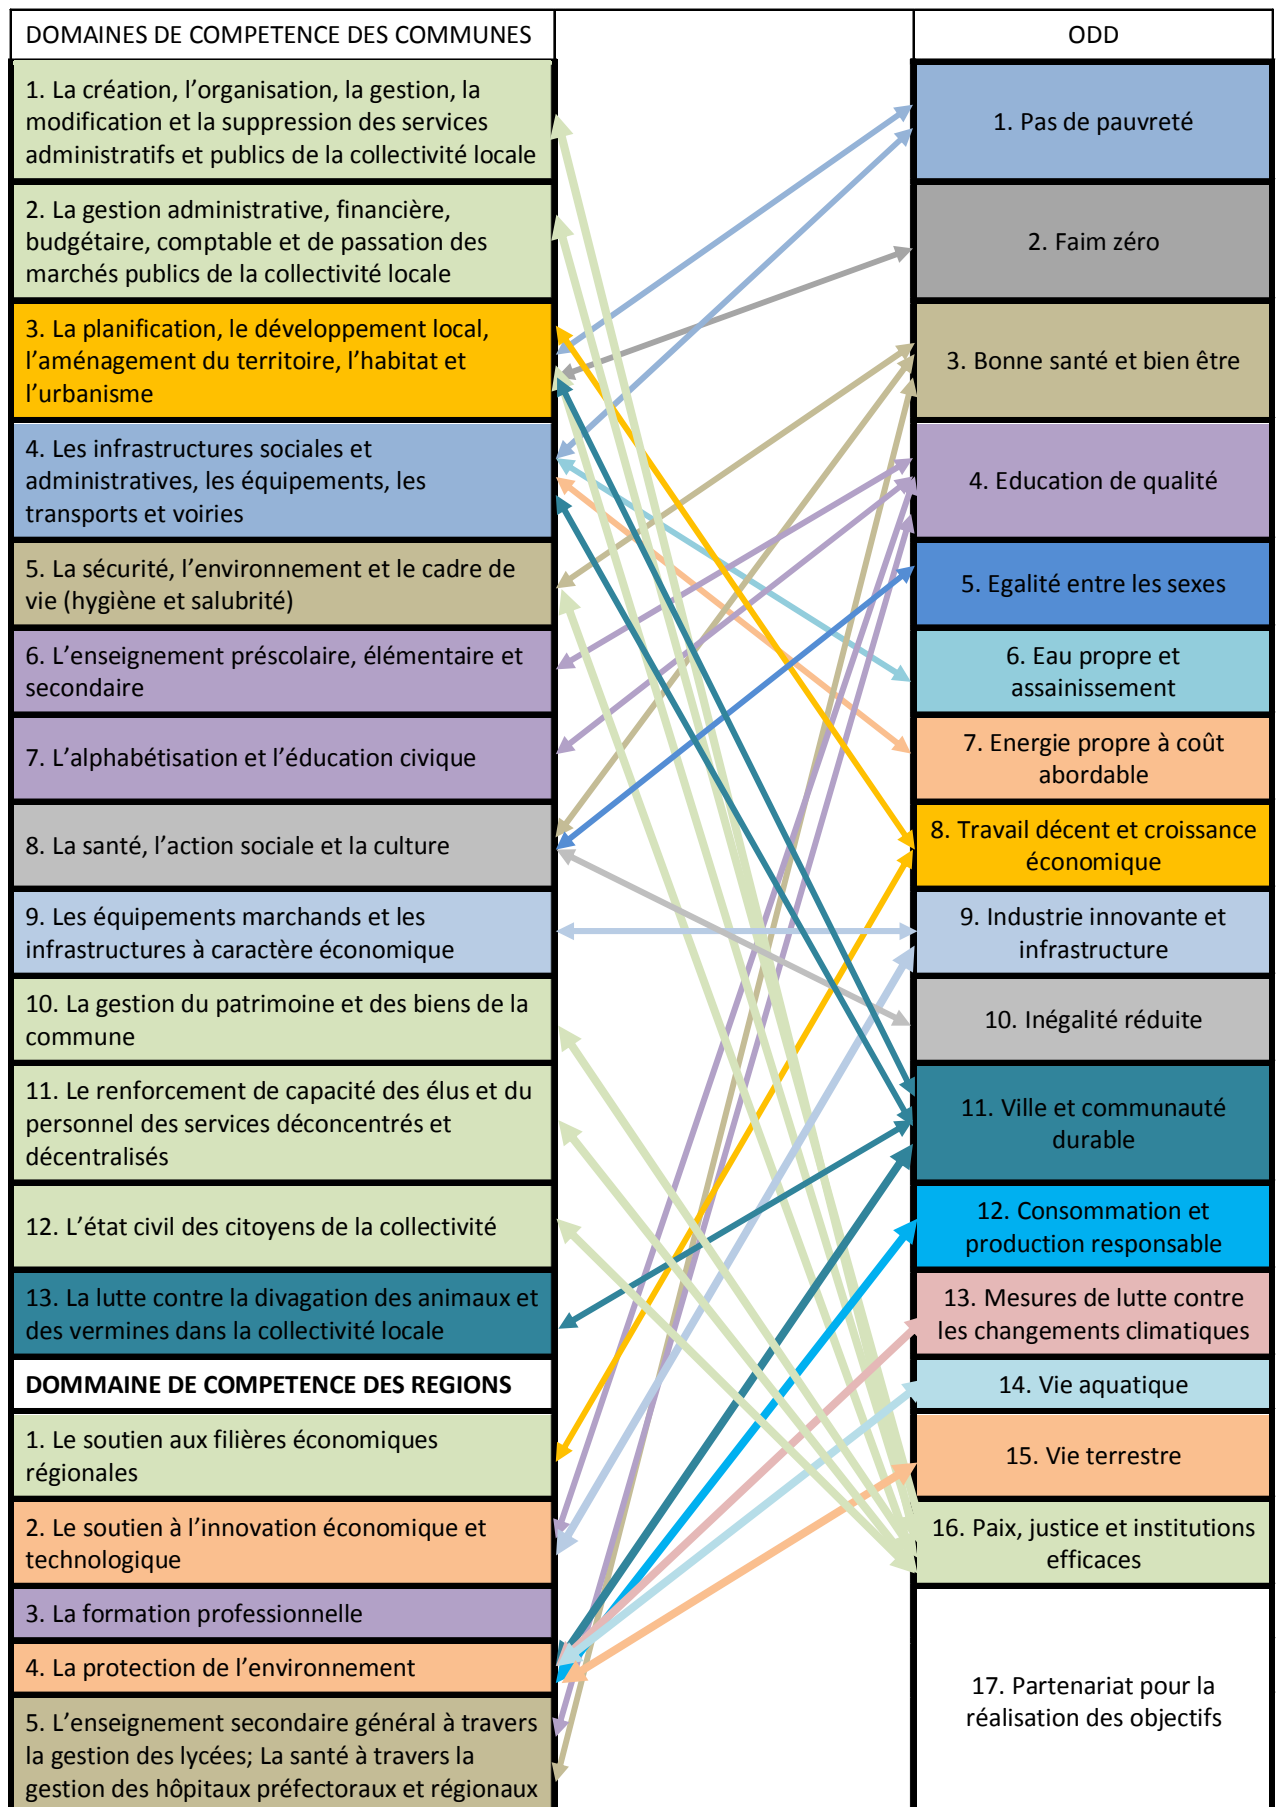 DOMAINES DE COMPETENCE DES COMMUNES
1. La création, l’organisation, la gestion, la
modification et la suppression des services
administratifs et publics de la collectivité locale
2. La gestion administrative, financière,
budgétaire, comptable et de passation des
marchés publics de la collectivité locale
3. La planification, le développement local,
l’aménagement du territoire, l’habitat et
l’urbanisme
4. Les infrastructures sociales et
administratives, les équipements, les
transports et voiries
5. La sécurité, l’environnement et le cadre de
vie (hygiène et salubrité)
6. L’enseignement préscolaire, élémentaire et
secondaire
7. L’alphabétisation et l’éducation civique
8. La santé, l’action sociale et la culture
9. Les équipements marchands et les
infrastructures à caractère économique
10. La gestion du patrimoine et des biens de la
commune
11. Le renforcement de capacité des élus et du
personnel des services déconcentrés et
décentralisés
12. L’état civil des citoyens de la collectivité
13. La lutte contre la divagation des animaux et
des vermines dans la collectivité locale
DOMMAINE DE COMPETENCE DES REGIONS
1. Le soutien aux filières économiques
régionales
2. Le soutien à l’innovation économique et
technologique
3. La formation professionnelle
4. La protection de l’environnement
5. L’enseignement secondaire général à travers
la gestion des lycées; La santé à travers la
gestion des hôpitaux préfectoraux et régionaux
ODD
1. Pas de pauvreté
2. Faim zéro
3. Bonne santé et bien être
4. Education de qualité
5. Egalité entre les sexes
6. Eau propre et
assainissement
7. Energie propre à coût
abordable
8. Travail décent et croissance
économique
9. Industrie innovante et
infrastructure
10. Inégalité réduite
11. Ville et communauté
durable
12. Consommation et
production responsable
13. Mesures de lutte contre
les changements climatiques
14. Vie aquatique
15. Vie terrestre
16. Paix, justice et institutions
efficaces
17. Partenariat pour la
réalisation des objectifs